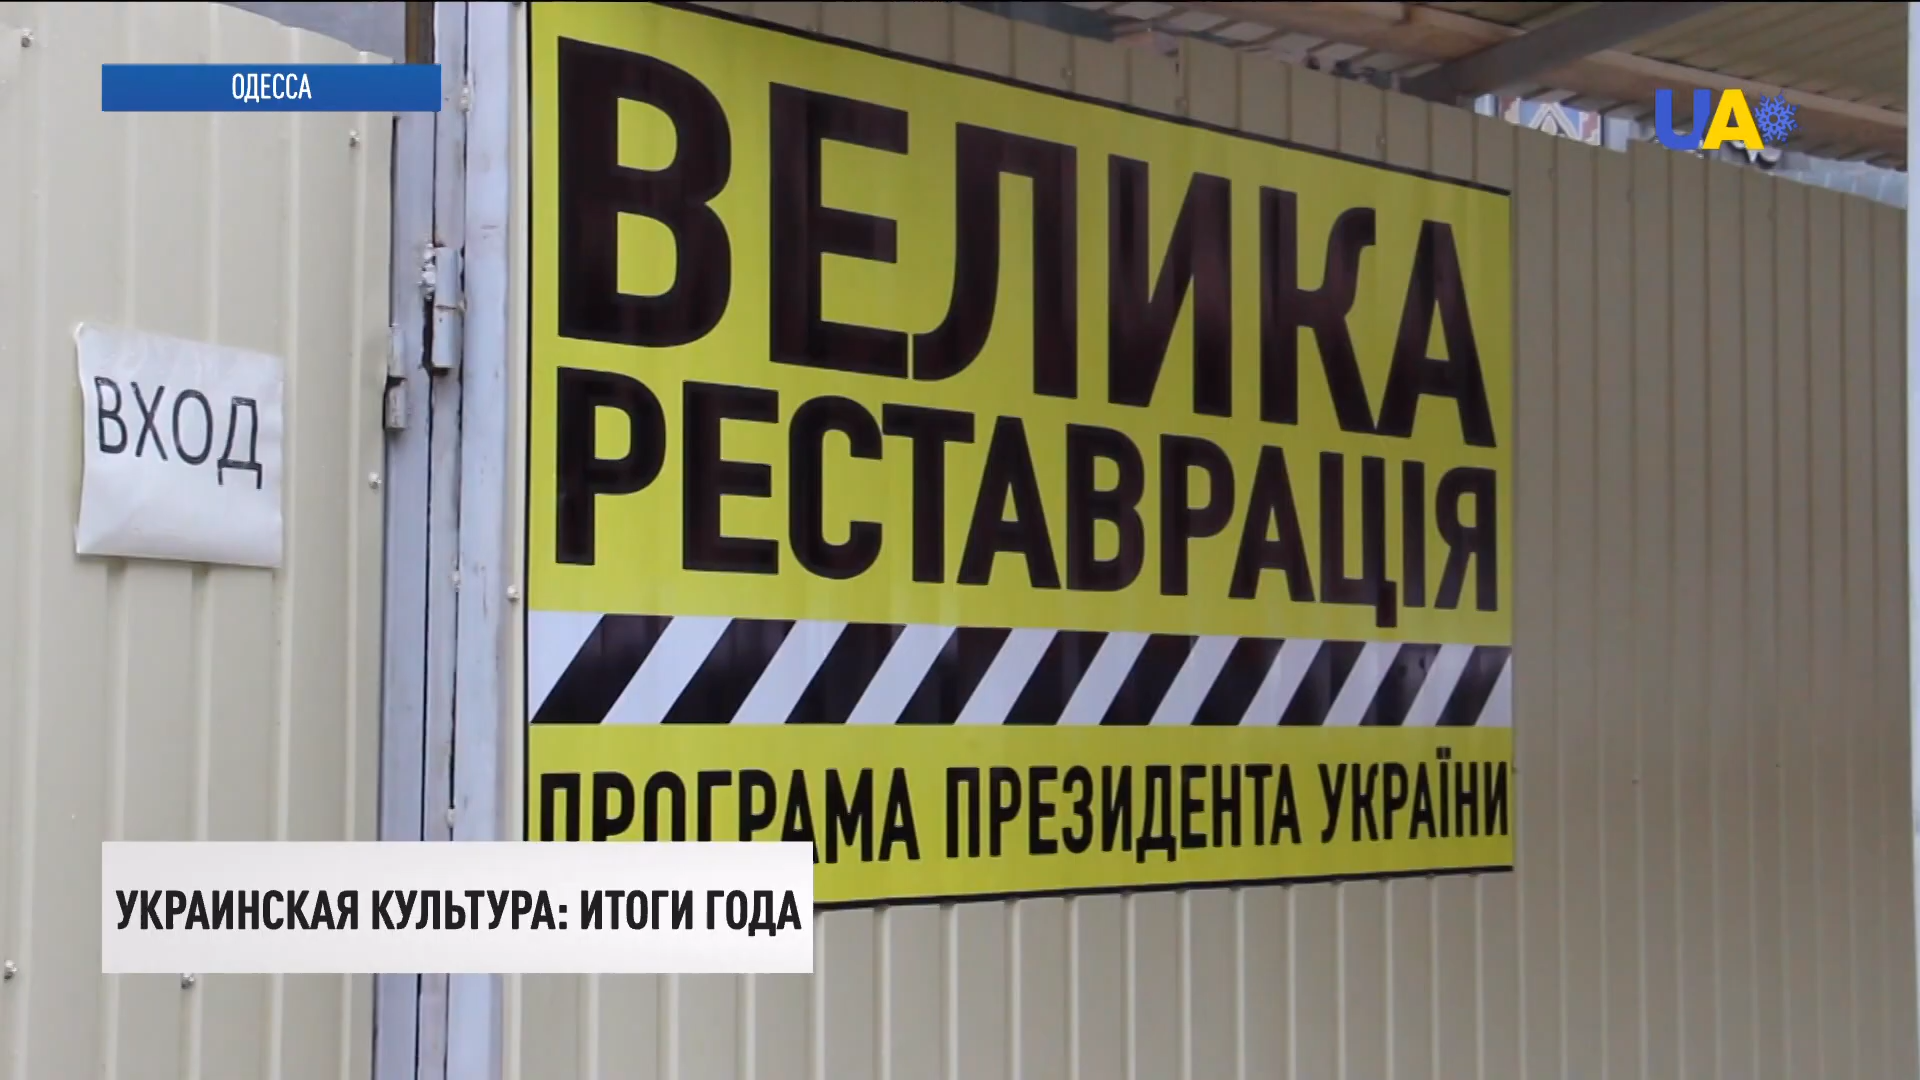 ОДЕССА
UA
ВЕЛИКА
РЕСТАВРАЦІЯ
ВХОД
ПРОГРАМА ПРЕЗИДЕНТА УКРАЇНИ
УКРАИНСКАЯ КУЛЬТУРА: ИТОГИ ГОДА